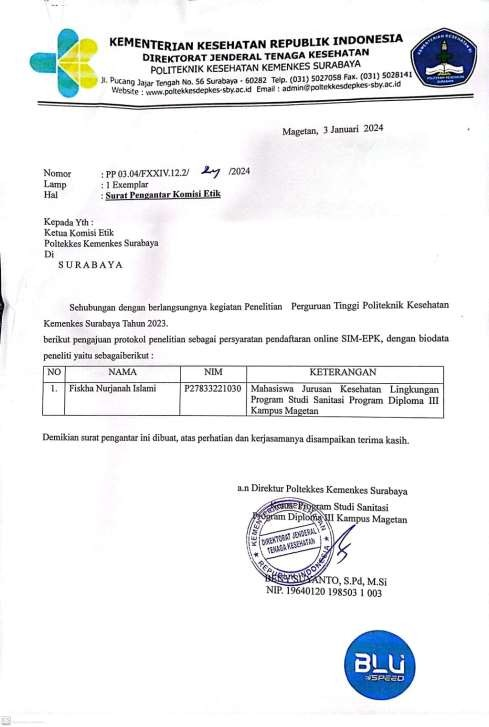 KEMENTERIAN KESEHATAN REPUBLIK INDONESIA
DIREKTORAT JENDERAL TENAGA KESEHATAN
POLITEKNIK KESEHATAN KEMENKES SURABAYA
Jl. Pucang Jajar Tengah No. 56 Surabaya - 60282 Telp. (031) 5027058 Fax. (031) 5028141
Website : www.poltekkesdepkes-sby.ac.id Email : admin@poltekkesdepkes-sby.ac.id
Magetan, 3 Januari 2024
Nomor : PP 03.04/FXXIV.12.2/ /2024
Lamp : 1 Exemplar
Hal : Surat Pengantar Komisi Etik
Kepada Yth :
Ketua Komisi Etik
Poltekkes Kemenkes Surabaya
Di
S U R A B A Y A
Sehubungan dengan berlangsungnya kegiatan Penelitian Perguruan Tinggi Politeknik Kesehatan
Kemenkes Surabaya Tahun 2023.
berikut pengajuan protokol penelitian sebagai persyaratan pendaftaran online SIM-EPK, dengan biodata
peneliti yaitu sebagaiberikut :
NO NAMA NIM KETERANGAN
1. Fiskha Nurjanah Islami P27833221030 Mahasiswa Jurusan Kesehatan Lingkungan
Program Studi Sanitasi Program Diploma III
Kampus Magetan
Demikian surat pengantar ini dibuat, atas perhatian dan kerjasamanya disampaikan terima kasih.
a.n Direktur Poltekkes Kemenkes Surabaya
Ketua Program Studi Sanitasi
Program Diploma III Kampus Magetan
DIREKTORAT JENDERAL
TENAGA KESEHATAN
REPUBLIK INDONESIA
S.Pd, M.Si
NIP. 19640120 198503 1 003
BLU
SPEED